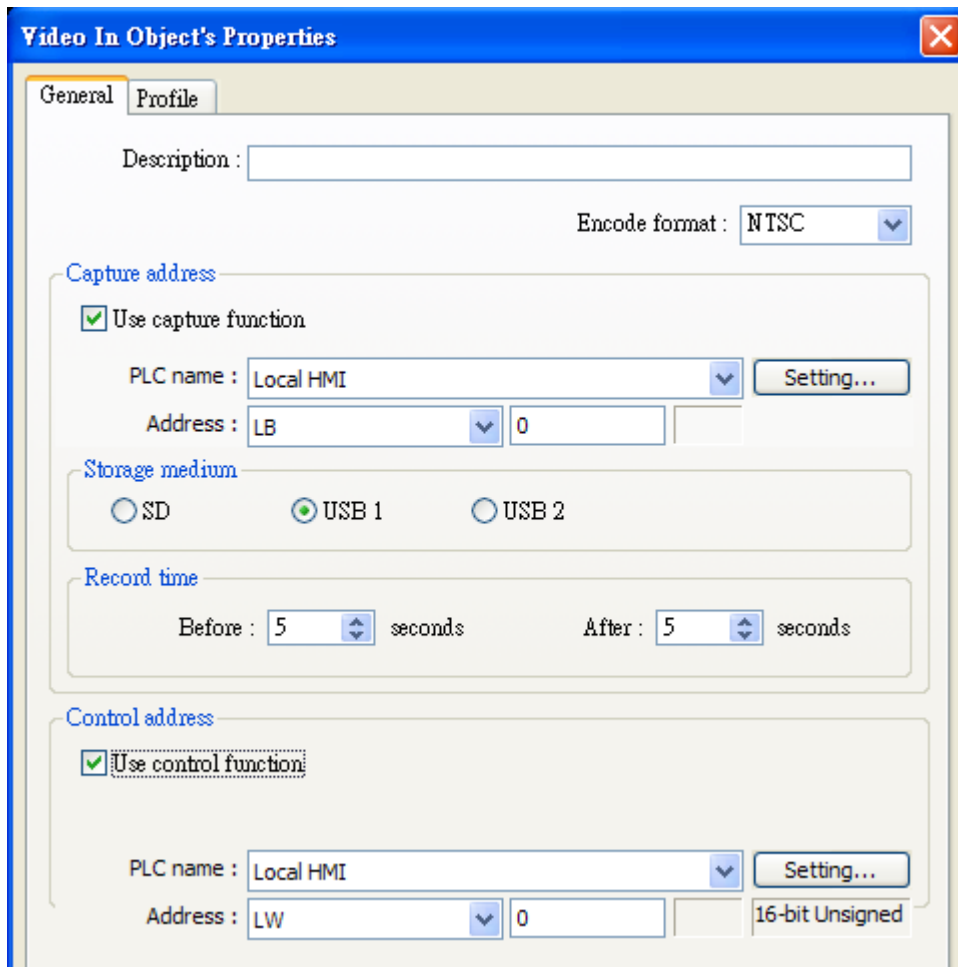 Video In Object's Properties
General Profile
Description :
Encode format : NTSC
Capture address
Use capture function
PLC name : Local HMI Setting...
Address : LB 0
Storage medium
SD USB 1 USB 2
Record time
Before : 5 seconds After : 5 seconds
Control address
Use control function
PLC name : Local HMI Setting...
Address : LW 0 16-bit Unsigned